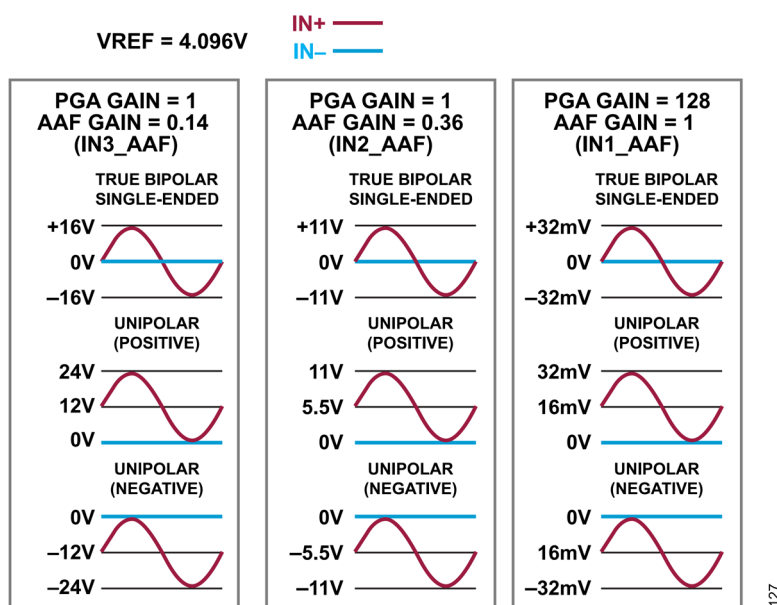 VREF = 4.096V
IN+
IN–
PGA GAIN = 1
AAF GAIN = 0.14
(IN3_AAF)
TRUE BIPOLAR
SINGLE-ENDED
+16V
0V
–16V
UNIPOLAR
(POSITIVE)
24V
12V
0V
UNIPOLAR
(NEGATIVE)
0V
–12V
–24V
PGA GAIN = 1
AAF GAIN = 0.36
(IN2_AAF)
TRUE BIPOLAR
SINGLE-ENDED
+11V
0V
–11V
UNIPOLAR
(POSITIVE)
11V
5.5V
0V
UNIPOLAR
(NEGATIVE)
0V
–5.5V
–11V
PGA GAIN = 128
AAF GAIN = 1
(IN1_AAF)
TRUE BIPOLAR
SINGLE-ENDED
+32mV
0V
–32mV
UNIPOLAR
(POSITIVE)
32mV
16mV
0V
UNIPOLAR
(NEGATIVE)
0V
16mV
–32mV
127